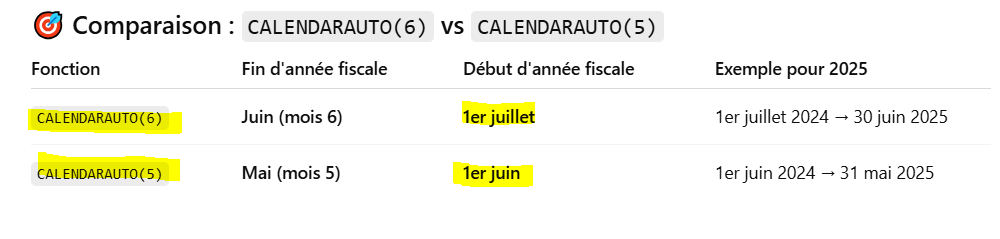 🎯 Comparaison : CALENDARAUTO(6) vs CALENDARAUTO(5)
Fonction Fin d'année fiscale Début d'année fiscale Exemple pour 2025
CALENDARAUTO(6) Juin (mois 6) 1er juillet 1er juillet 2024 → 30 juin 2025
CALENDARAUTO(5) Mai (mois 5) 1er juin 1er juin 2024 → 31 mai 2025